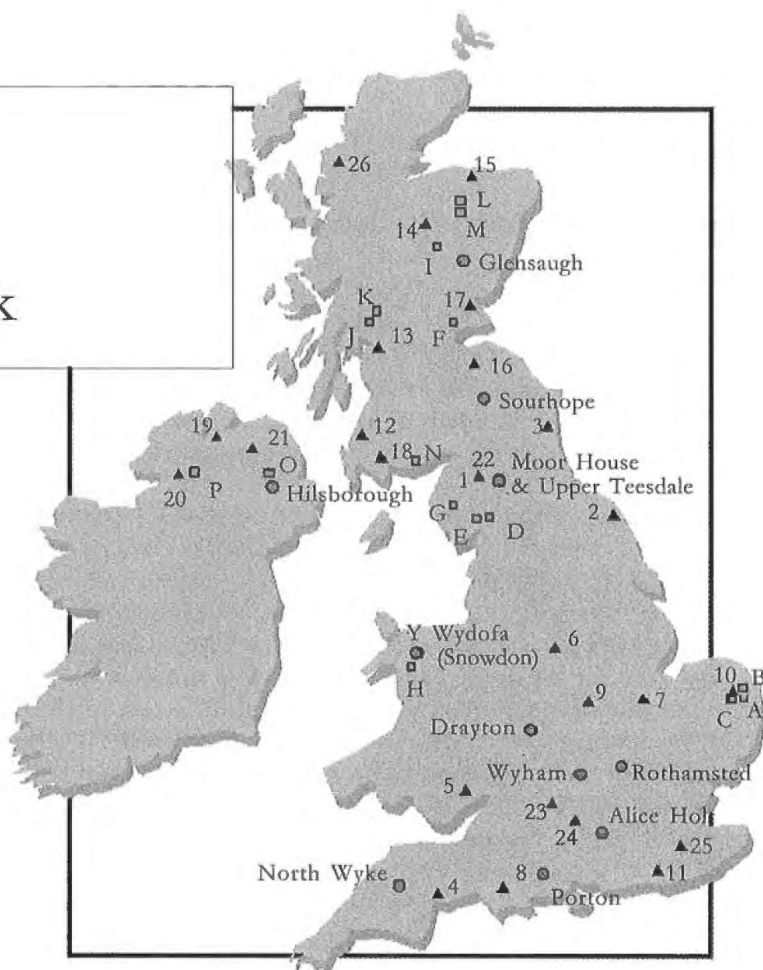 26
15
L
M
14
I
Glensaugh
K
17
K
J
F
13
16
Sourhope
19
21
12
3
18
N
22
Moor House
& Upper Teesdale
1
O
20
P
Hilsborough
G
2
E
D
Y Wydofa
(Snowdon)
6
H
10
B
9
7
C
A
Drayton
Wyham
Rothamsted
5
23
Alice Holt
24
25
North Wyke
4
8
11
Porton